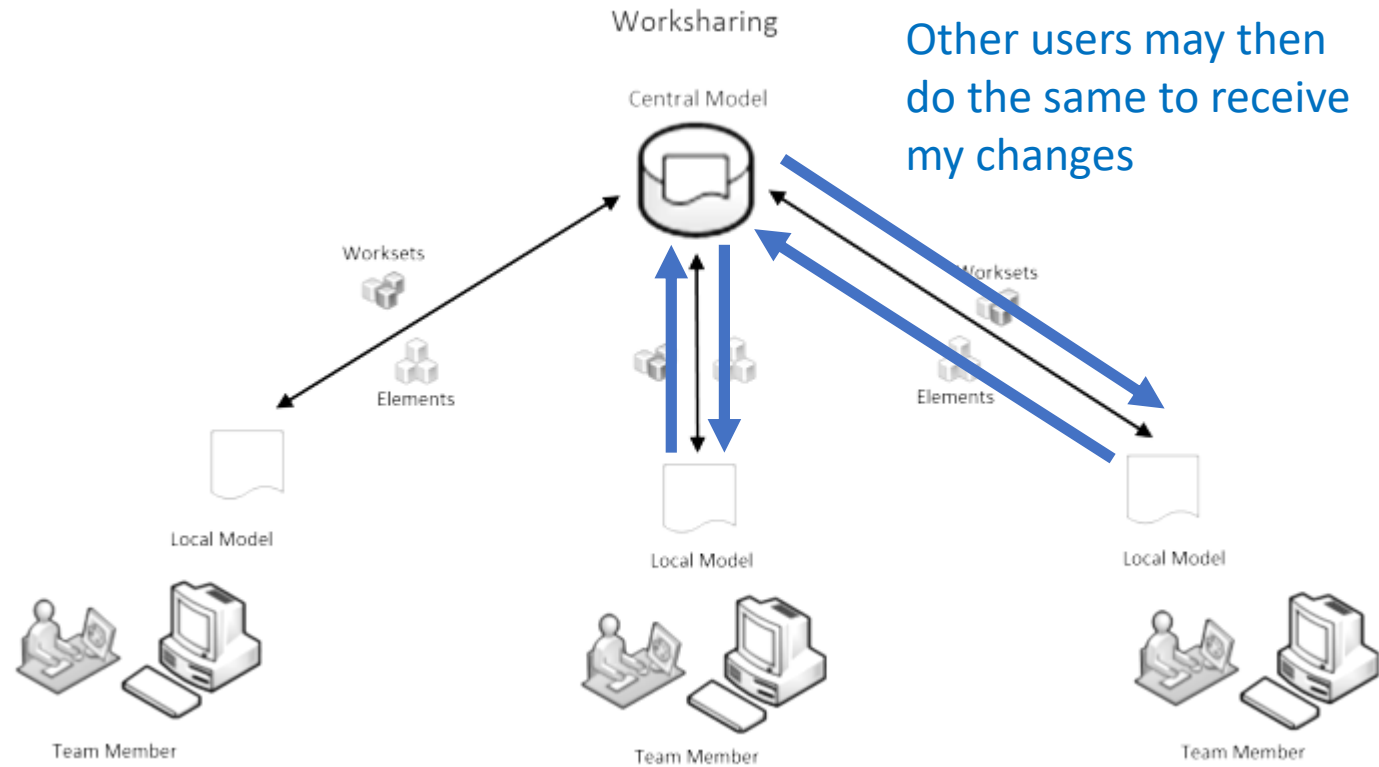 Worksharing
Other users may then
do the same to receive
my changes
Central Model
Worksets
Worksets
Elements
Elements
Local Model
Local Model
Local Model
Team Member
Team Member
Team Member